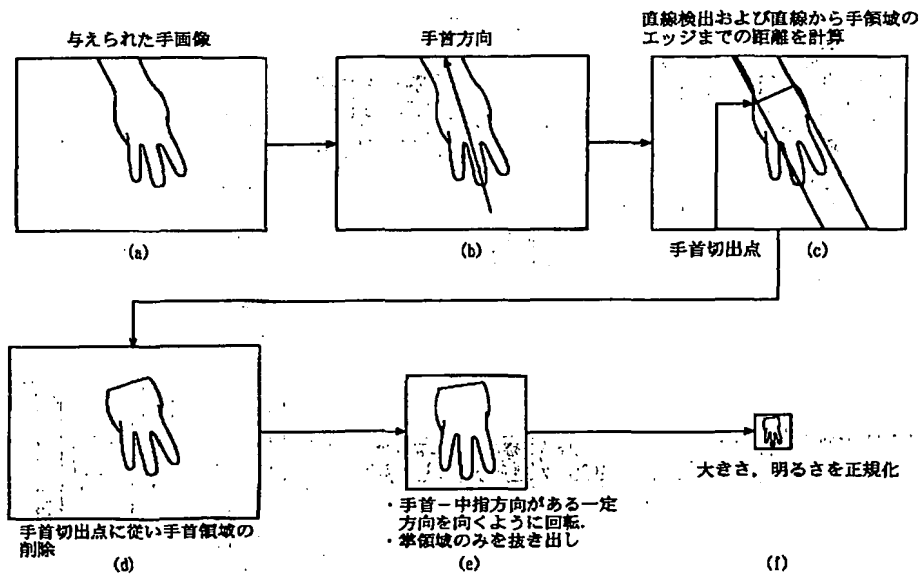 与えられた手画像
手首方向
直線検出および直線から手領域の
エッジまでの距離を計算
(a)
(b)
手首切出点
(c)
手首切出点に従い手首領域の
削除
(d)
・手首－中指方向がある一定
方向を向くように回転.
・掌領域のみを抜き出し
(e)
大きさ，明るさを正規化
(f)